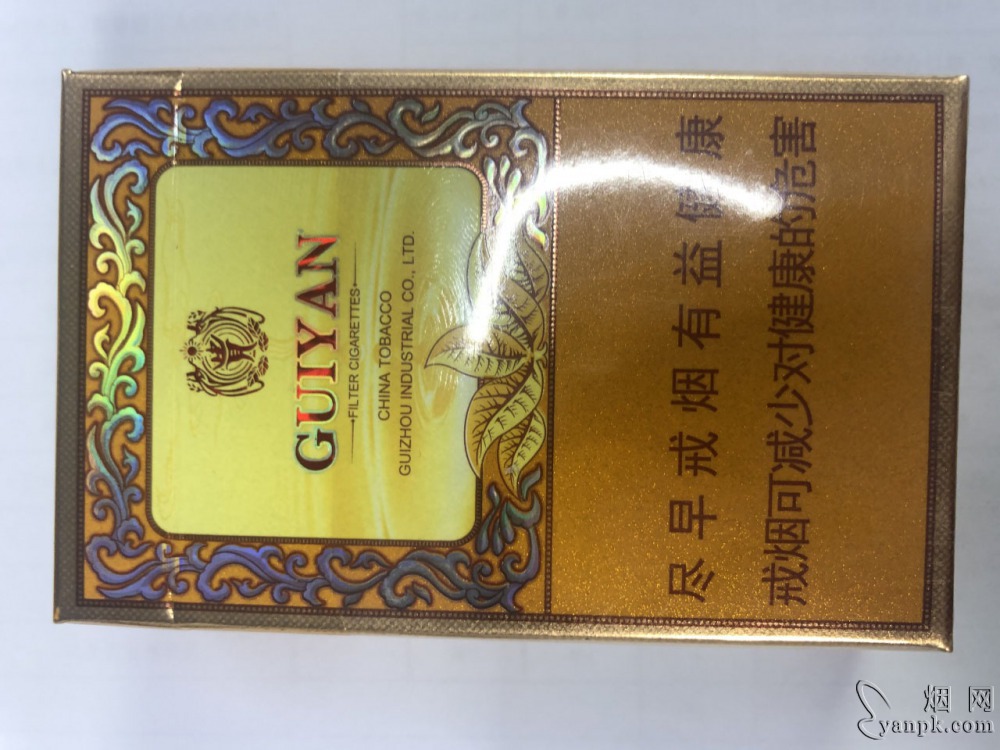 GUIYAN
FILTER CIGARETTES
CHINA TOBACCO
GUIZHOU INDUSTRIAL CO., LTD.
尽早戒烟有益健康
戒烟可减少对健康的危害
烟网
yanpk.com